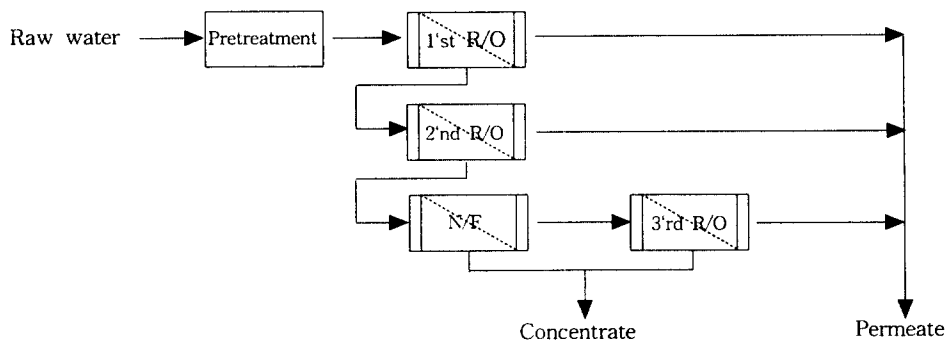 Raw water
Pretreatment
1'st R/O
2'nd R/O
N/F
3'rd R/O
Concentrate
Permeate